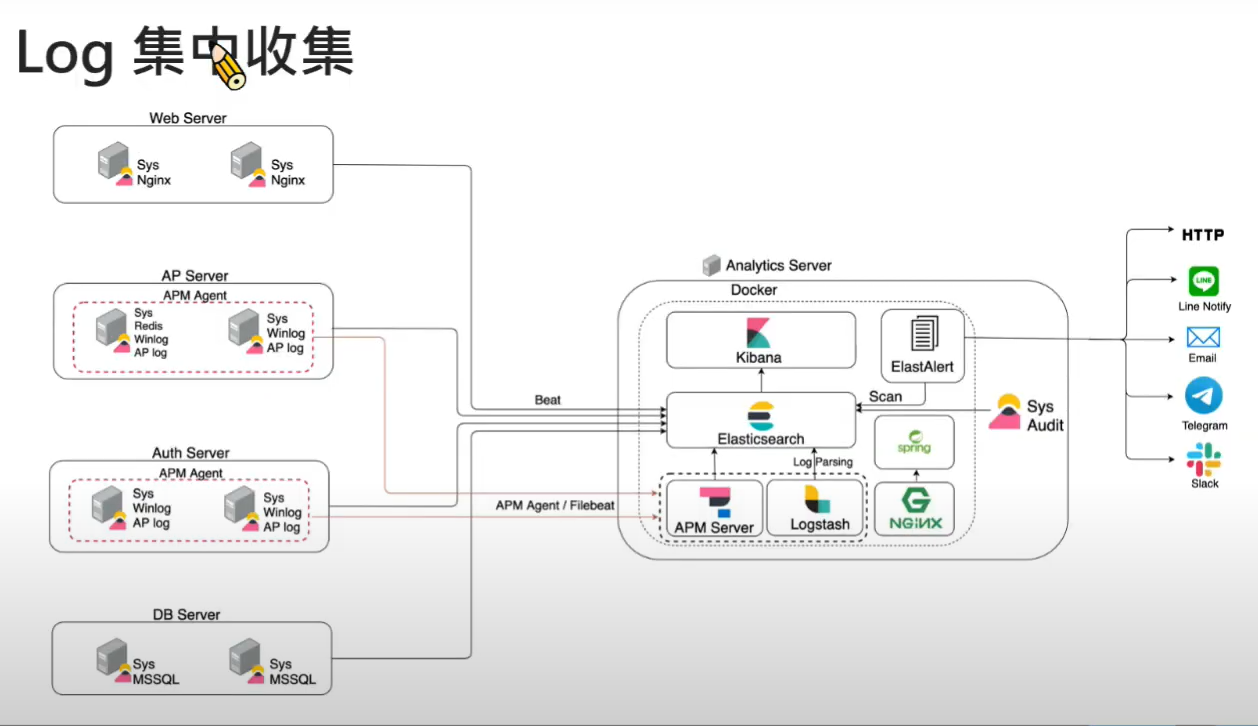 Log 集中收集
Web Server
Sys
Nginx
Sys
Nginx
AP Server
APM Agent
Sys
Redis
Winlog
AP log
Sys
Winlog
AP log
Auth Server
APM Agent
Sys
Winlog
AP log
Sys
Winlog
AP log
DB Server
Sys
MSSQL
Sys
MSSQL
Beat
APM Agent / Filebeat
Analytics Server
Docker
Kibana
ElastAlert
Scan
Elasticsearch
Log Parsing
APM Server
Logstash
spring
NGINX
Sys
Audit
HTTP
LINE
Line Notify
Email
Telegram
Slack